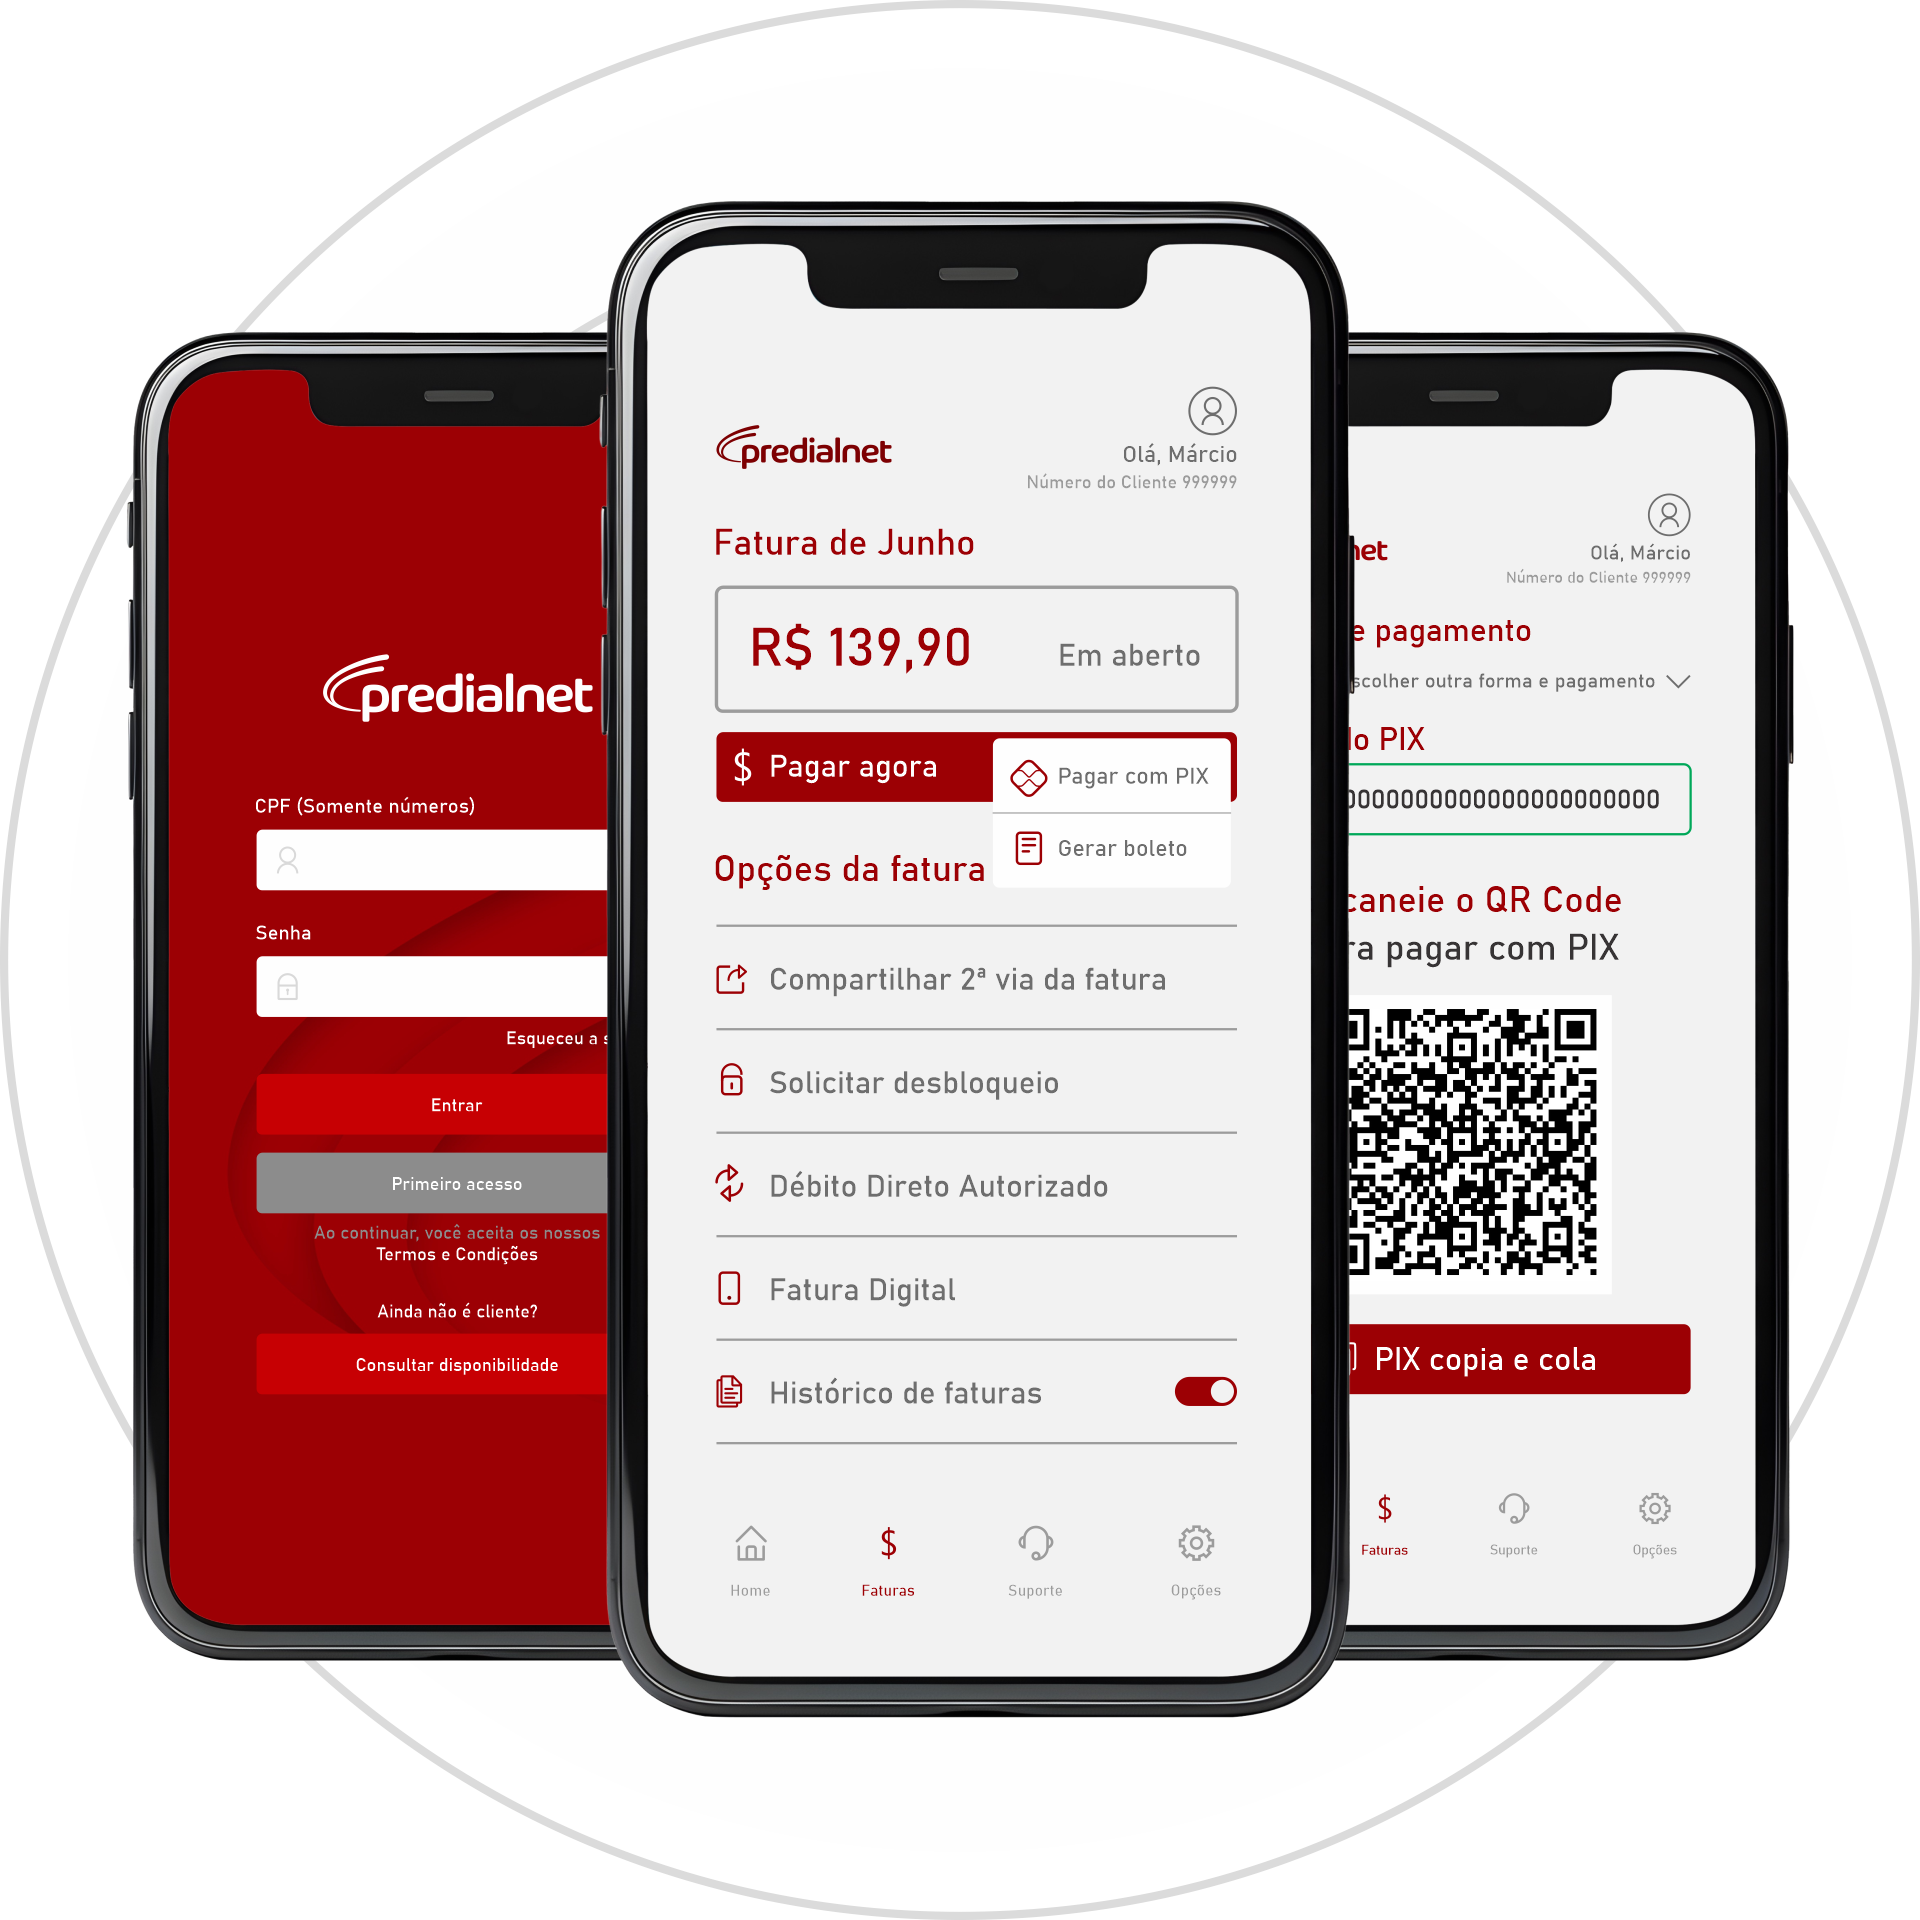 predialnet
CPF (Somente números)
Senha
Esqueceu a
Entrar
Primeiro acesso
Ao continuar, você aceita os nossos
Termos e Condições
Ainda não é cliente?
Consultar disponibilidade
predialnet
Olá, Márcio
Número do Cliente 999999
Fatura de Junho
R$ 139,90
Em aberto
$ Pagar agora
Pagar com PIX
Gerar boleto
Opções da fatura
Compartilhar 2ª via da fatura
Solicitar desbloqueio
Débito Direto Autorizado
Fatura Digital
Histórico de faturas
$
Home
Faturas
Suporte
Opções
net
Olá, Márcio
Número do Cliente 999999
e pagamento
scolher outra forma e pagamento
do PIX
caneie o QR Code
ra pagar com PIX
PIX copia e cola
$
Faturas
Suporte
Opções